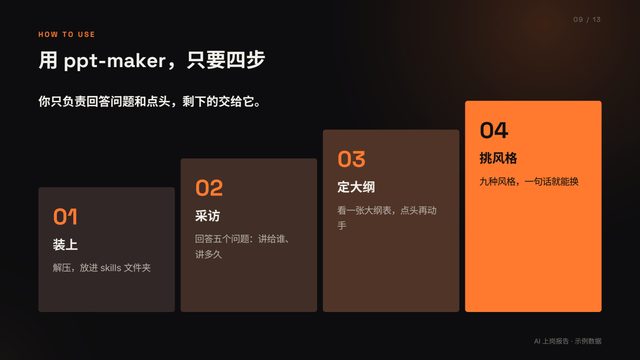 09 / 13
HOW TO USE
用 ppt-maker，只要四步
你只负责回答问题和点头，剩下的交给它。
01
装上
解压，放进 skills 文件夹
02
采访
回答五个问题：讲给谁、
讲多久
03
定大纲
看一张大纲表，点头再动
手
04
挑风格
九种风格，一句话就能换
AI 上岗报告 · 示例数据